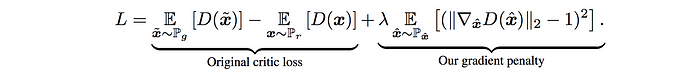 L = 𝔼_{x̃∼ℙ_g} [D(x̃)] − 𝔼_{x∼ℙ_r} [D(x)] + λ 𝔼_{x̂∼ℙ_x̂} [(‖∇_x̂ D(x̂)‖₂ − 1)²] .
Original critic loss Our gradient penalty